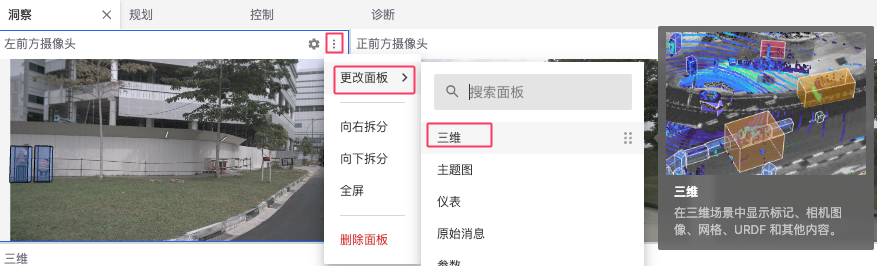 洞察
规划
控制
诊断
左前方摄像头
正前方摄像头
更改面板
向右拆分
向下拆分
全屏
删除面板
搜索面板
三维
主题图
仪表
原始消息
参数
三维
在三维场景中显示标记、相机图
像、网格、URDF 和其他内容。
三维